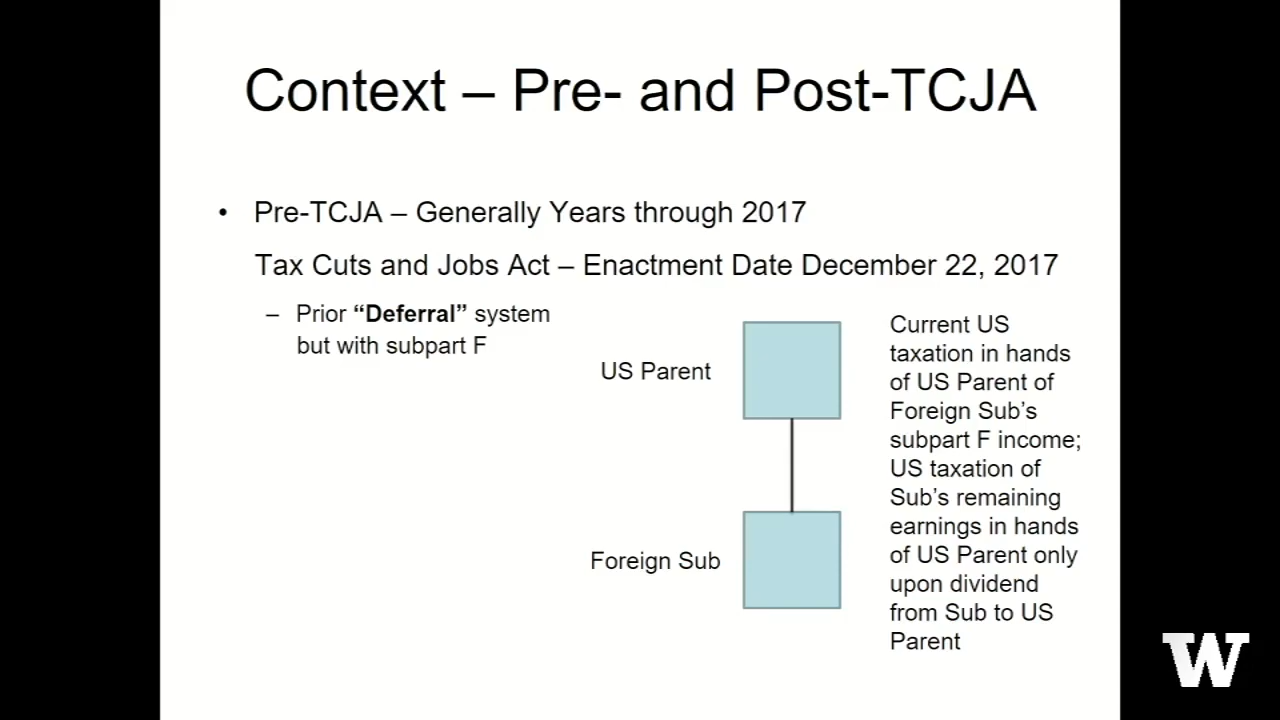 Context – Pre- and Post-TCJA
• Pre-TCJA – Generally Years through 2017
Tax Cuts and Jobs Act – Enactment Date December 22, 2017
– Prior “Deferral” system
but with subpart F
US Parent
Foreign Sub
Current US
taxation in hands
of US Parent of
Foreign Sub’s
subpart F income;
US taxation of
Sub’s remaining
earnings in hands
of US Parent only
upon dividend
from Sub to US
Parent
W